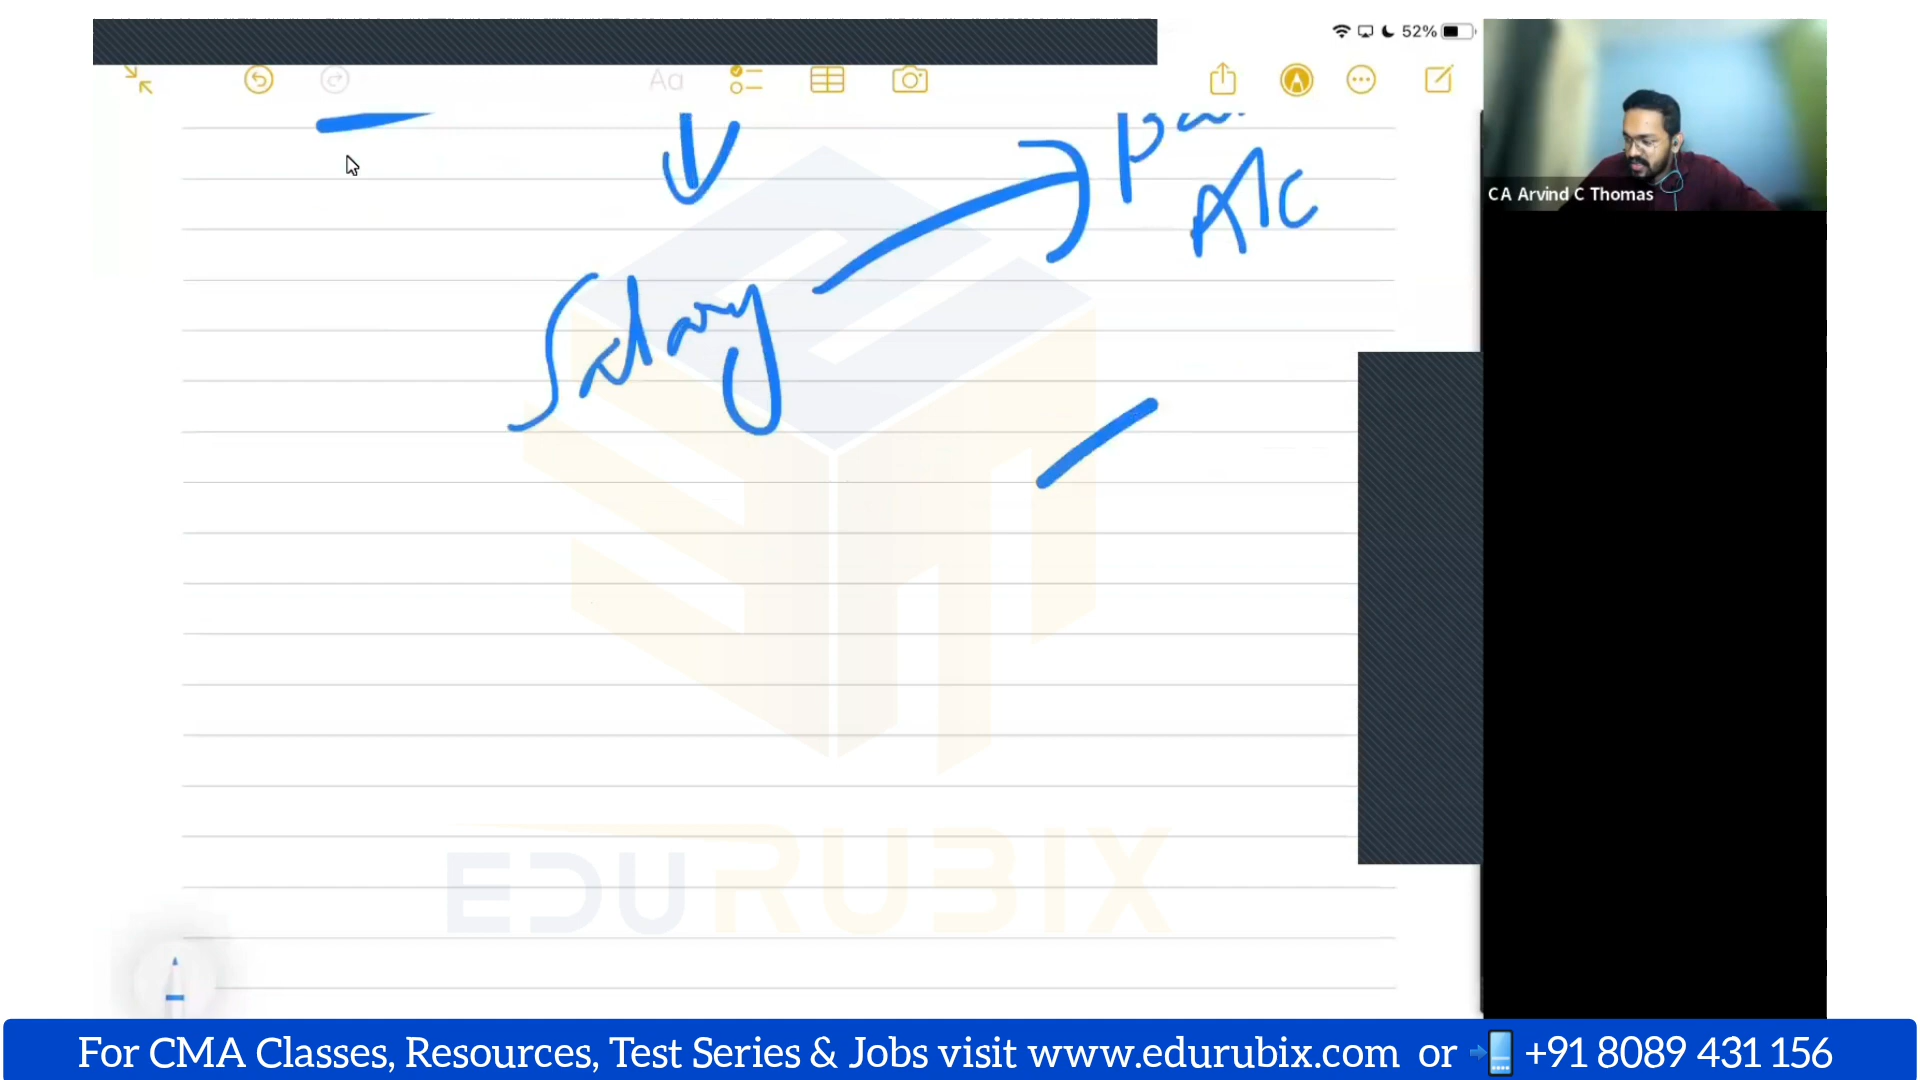 52%
Aa
A/c
Salary
CA Arvind C Thomas
EDURUBIX
For CMA Classes, Resources, Test Series & Jobs visit www.edurubix.com or +91 8089 431 156